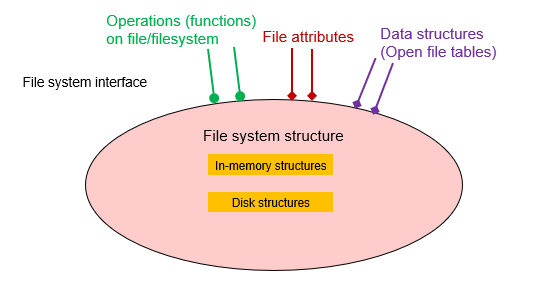 Operations (functions)
on file/filesystem
File attributes
Data structures
(Open file tables)
File system interface
File system structure
In-memory structures
Disk structures